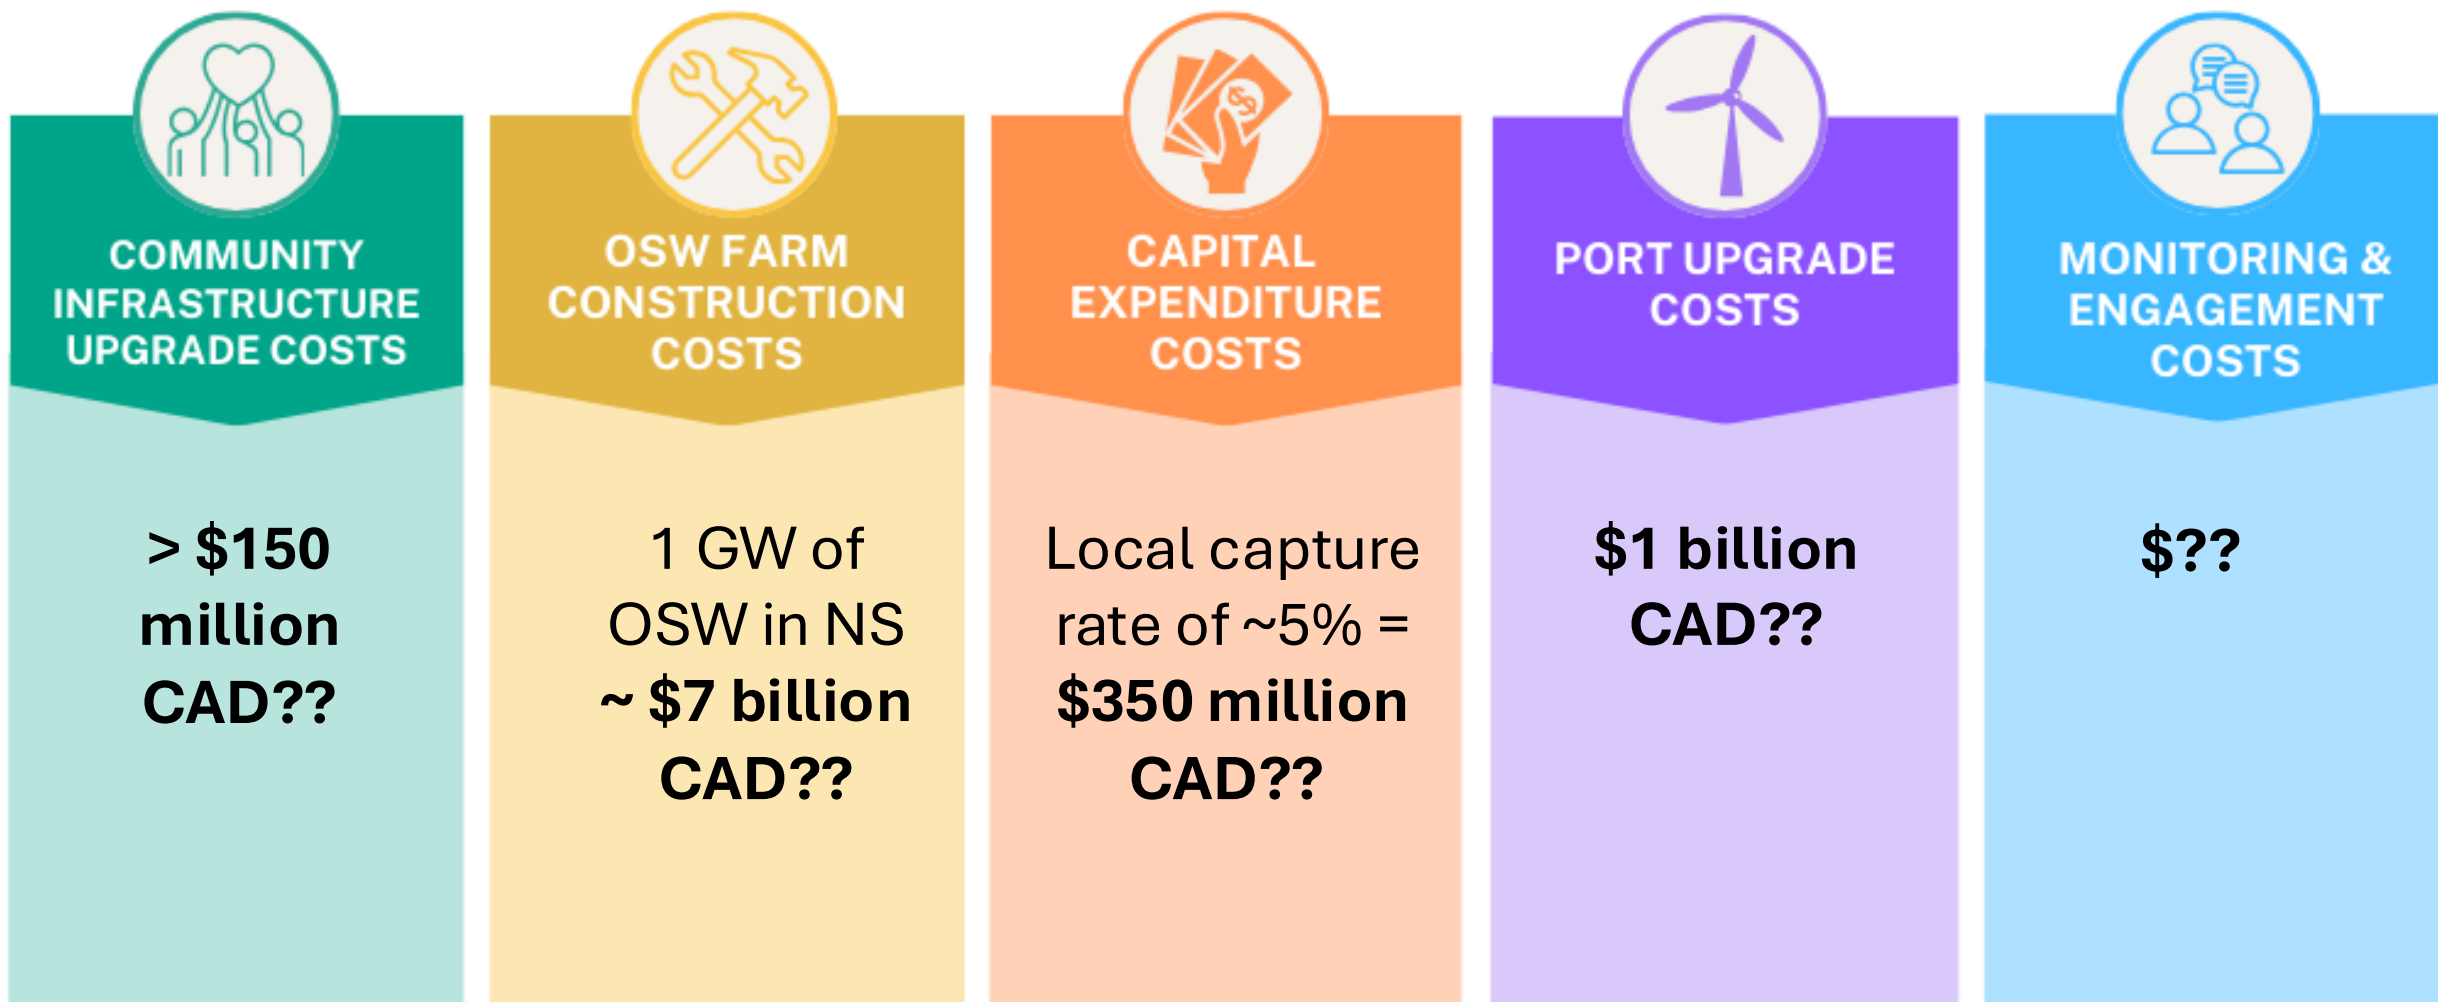 COMMUNITY
INFRASTRUCTURE
UPGRADE COSTS
> $150
million
CAD??
OSW FARM
CONSTRUCTION
COSTS
1 GW of
OSW in NS
~ $7 billion
CAD??
$
CAPITAL
EXPENDITURE
COSTS
Local capture
rate of ~5% =
$350 million
CAD??
PORT UPGRADE
COSTS
$1 billion
CAD??
MONITORING &
ENGAGEMENT
COSTS
$??